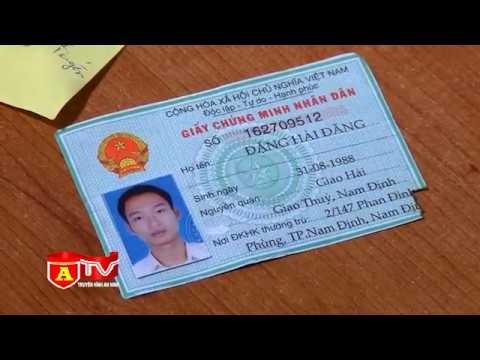 CỘNG HÒA XÃ HỘI CHỦ NGHĨA VIỆT NAM
Độc lập - Tự do - Hạnh phúc
GIẤY CHỨNG MINH NHÂN DÂN
SỐ 162709512
Họ tên: ĐẶNG HẢI ĐĂNG
Sinh ngày 31-08-1988
Nguyên quán: Giao Hải
Giao Thuỷ, Nam Định
Nơi ĐKHK thường trú: 2/147 Phan Đình
Phùng, TP.Nam Định, Nam Đị
ATV
TRUYỀN HÌNH AN NINH